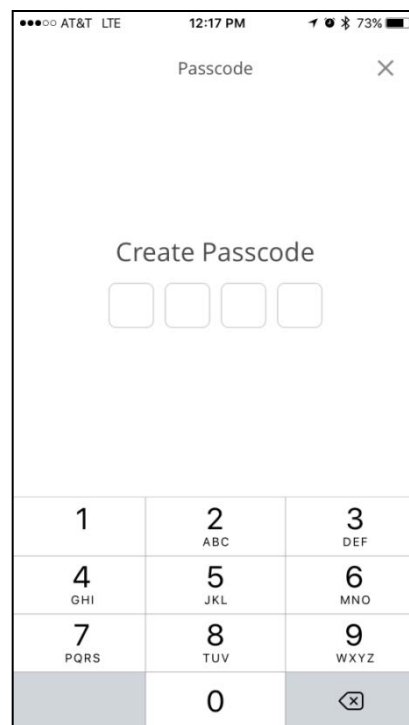 AT&T LTE 12:17 PM 73%
Passcode
Create Passcode
1 2 3
ABC DEF
4 5 6
GHI JKL MNO
7 8 9
PQRS TUV WXYZ
0